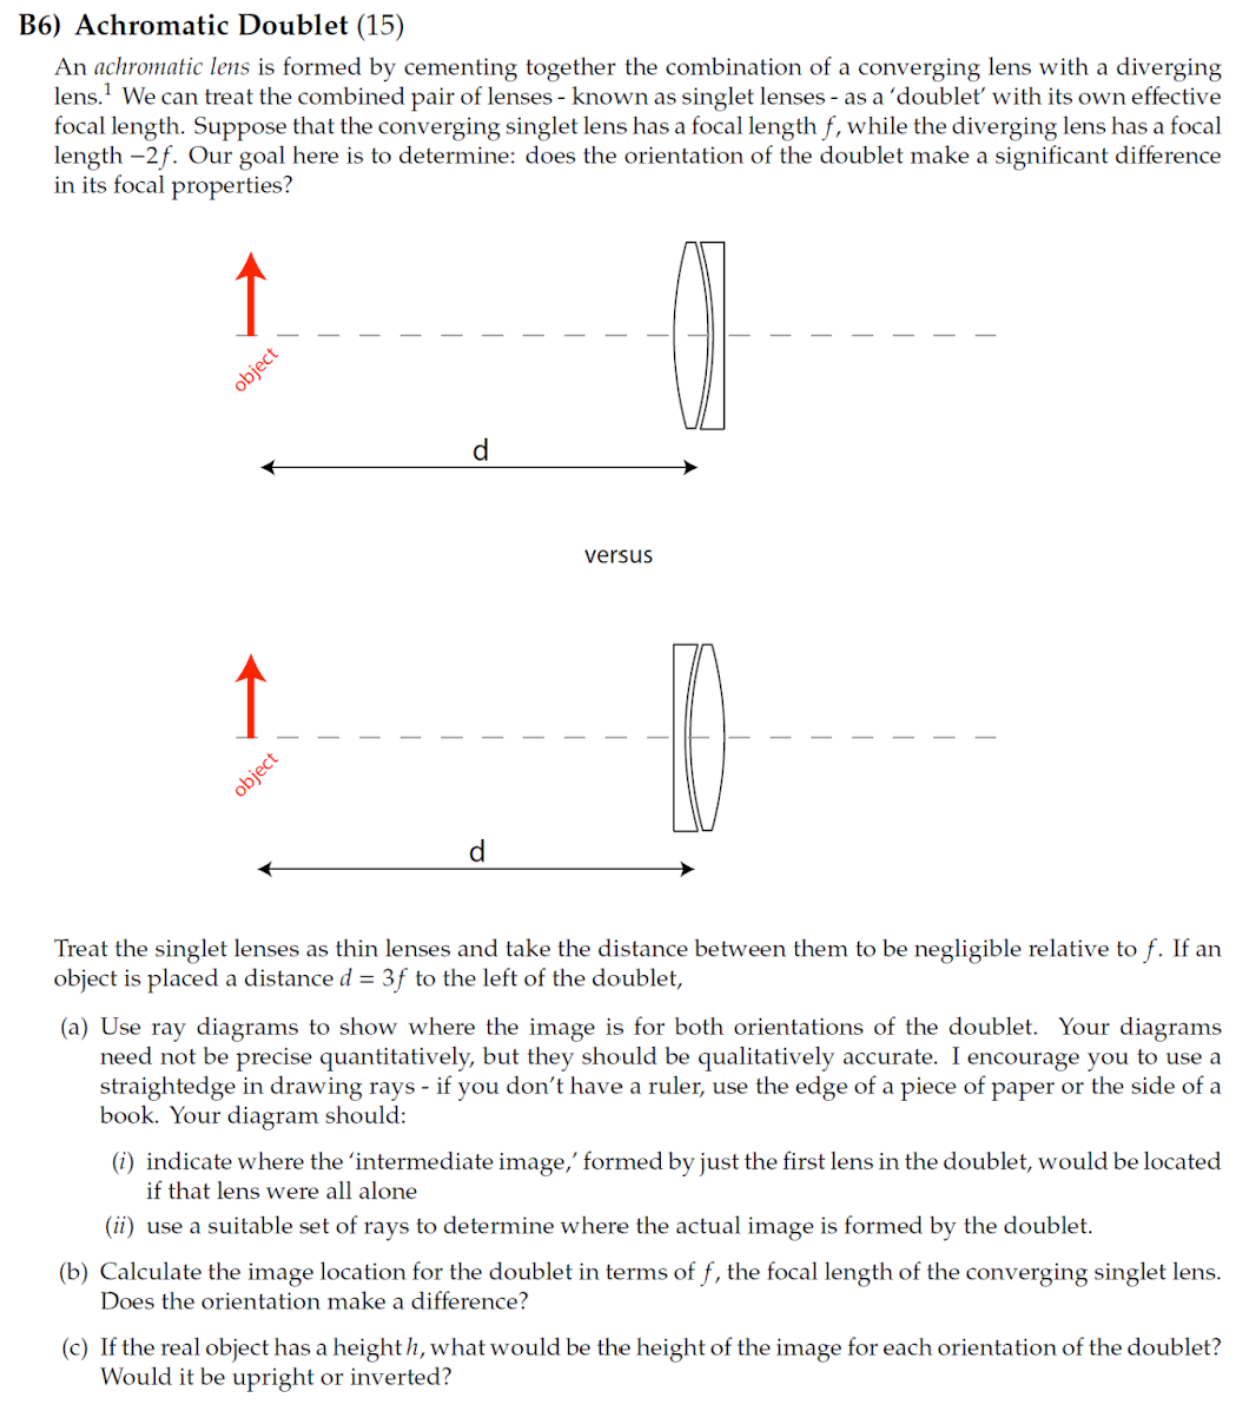 B6) Achromatic Doublet (15)
An achromatic lens is formed by cementing together the combination of a converging lens with a diverging
lens.¹ We can treat the combined pair of lenses - known as singlet lenses - as a ‘doublet’ with its own effective
focal length. Suppose that the converging singlet lens has a focal length f, while the diverging lens has a focal
length −2f. Our goal here is to determine: does the orientation of the doublet make a significant difference
in its focal properties?
object
d
versus
object
d
Treat the singlet lenses as thin lenses and take the distance between them to be negligible relative to f. If an
object is placed a distance d = 3f to the left of the doublet,
(a) Use ray diagrams to show where the image is for both orientations of the doublet. Your diagrams
need not be precise quantitatively, but they should be qualitatively accurate. I encourage you to use a
straightedge in drawing rays - if you don’t have a ruler, use the edge of a piece of paper or the side of a
book. Your diagram should:
(i) indicate where the ‘intermediate image,’ formed by just the first lens in the doublet, would be located
if that lens were all alone
(ii) use a suitable set of rays to determine where the actual image is formed by the doublet.
(b) Calculate the image location for the doublet in terms of f, the focal length of the converging singlet lens.
Does the orientation make a difference?
(c) If the real object has a height h, what would be the height of the image for each orientation of the doublet?
Would it be upright or inverted?